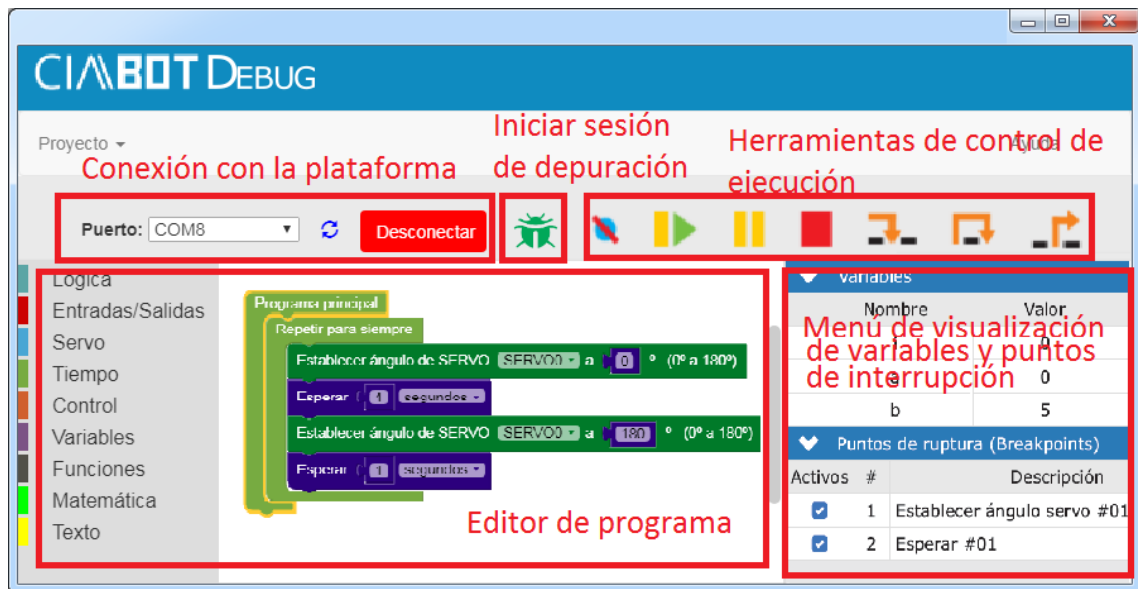 CIMBOT DEBUG
Proyecto
Ayuda
Conexión con la plataforma
Iniciar sesión
de depuración
Herramientas de control de
ejecución
Puerto: COM8
Desconectar
Lógica
Entradas/Salidas
Servo
Tiempo
Control
Variables
Funciones
Matemática
Texto
Programa principal
Repetir para siempre
Establecer ángulo de SERVO SERVO0 a 0 º (0º a 180º)
Esperar 1 segundos
Establecer ángulo de SERVO SERVO0 a 180 º (0º a 180º)
Esperar 1 segundos
Editor de programa
Variables
Nombre Valor
Menú de visualización
de variables y puntos
de interrupción
0
a 0
b 5
Puntos de ruptura (Breakpoints)
Activos # Descripción
1 Establecer ángulo servo #01
2 Esperar #01